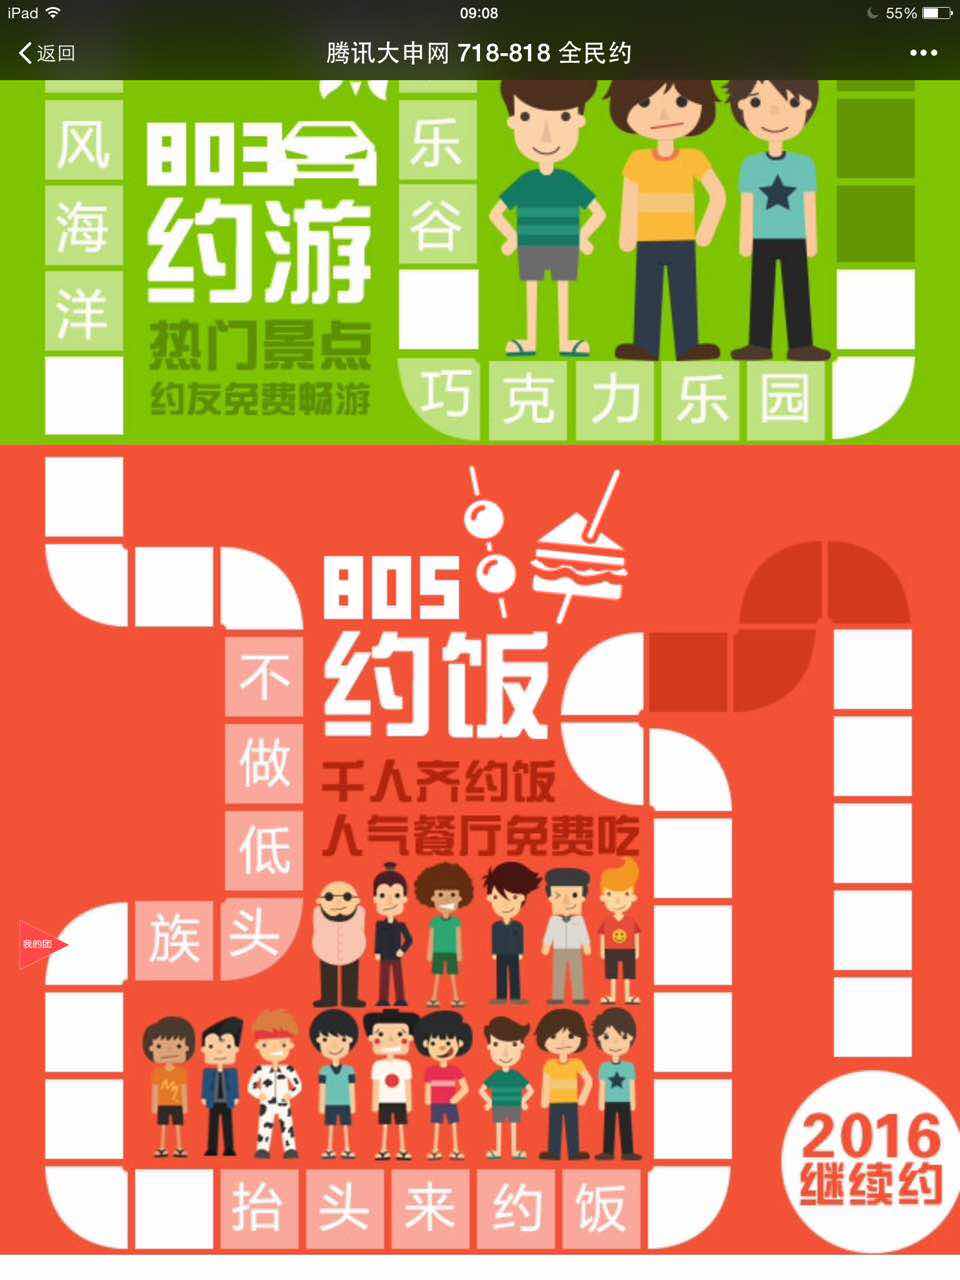 iPad
09:08
55%
返回
腾讯大申网 718-818 全民约
风海洋
803
约游
热门景点
约友免费畅游
乐谷
巧克力乐园
805
约饭
千人齐约饭
人气餐厅免费吃
不做低头族
我的团
抬头来约饭
2016
继续约